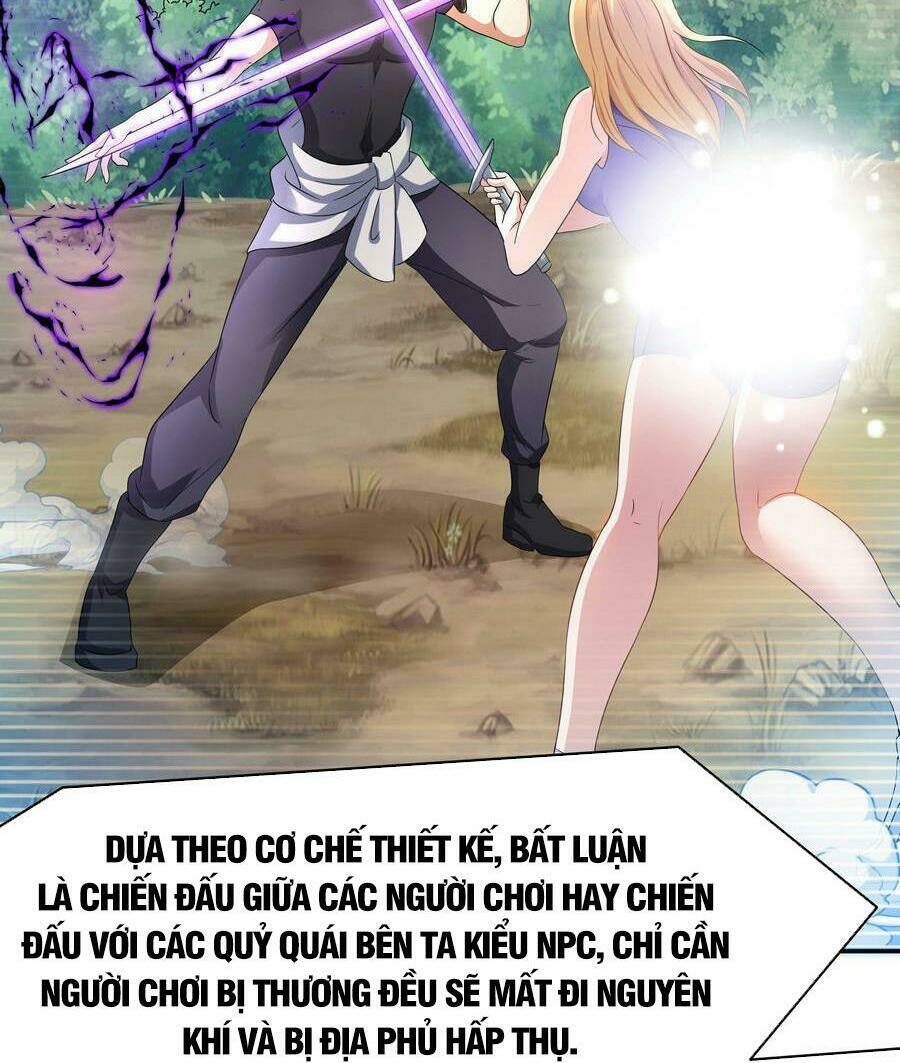 DỰA THEO CƠ CHẾ THIẾT KẾ, BẤT LUẬN
LÀ CHIẾN ĐẤU GIỮA CÁC NGƯỜI CHƠI HAY CHIẾN
ĐẤU VỚI CÁC QUỶ QUÁI BÊN TA KIỂU NPC, CHỈ CẦN
NGƯỜI CHƠI BỊ THƯƠNG ĐỀU SẼ MẤT ĐI NGUYÊN
KHÍ VÀ BỊ ĐỊA PHỦ HẤP THỤ.